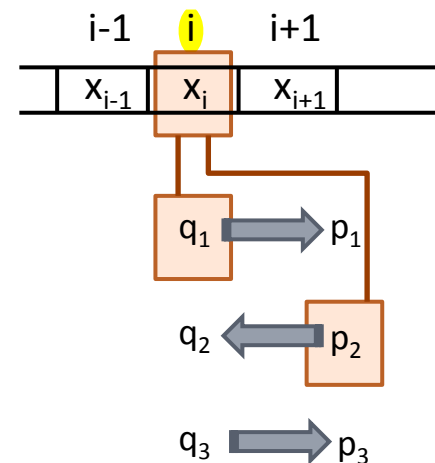 i-1 i i+1
xᵢ₋₁ xᵢ xᵢ₊₁
q₁ p₁
q₂ p₂
q₃ p₃